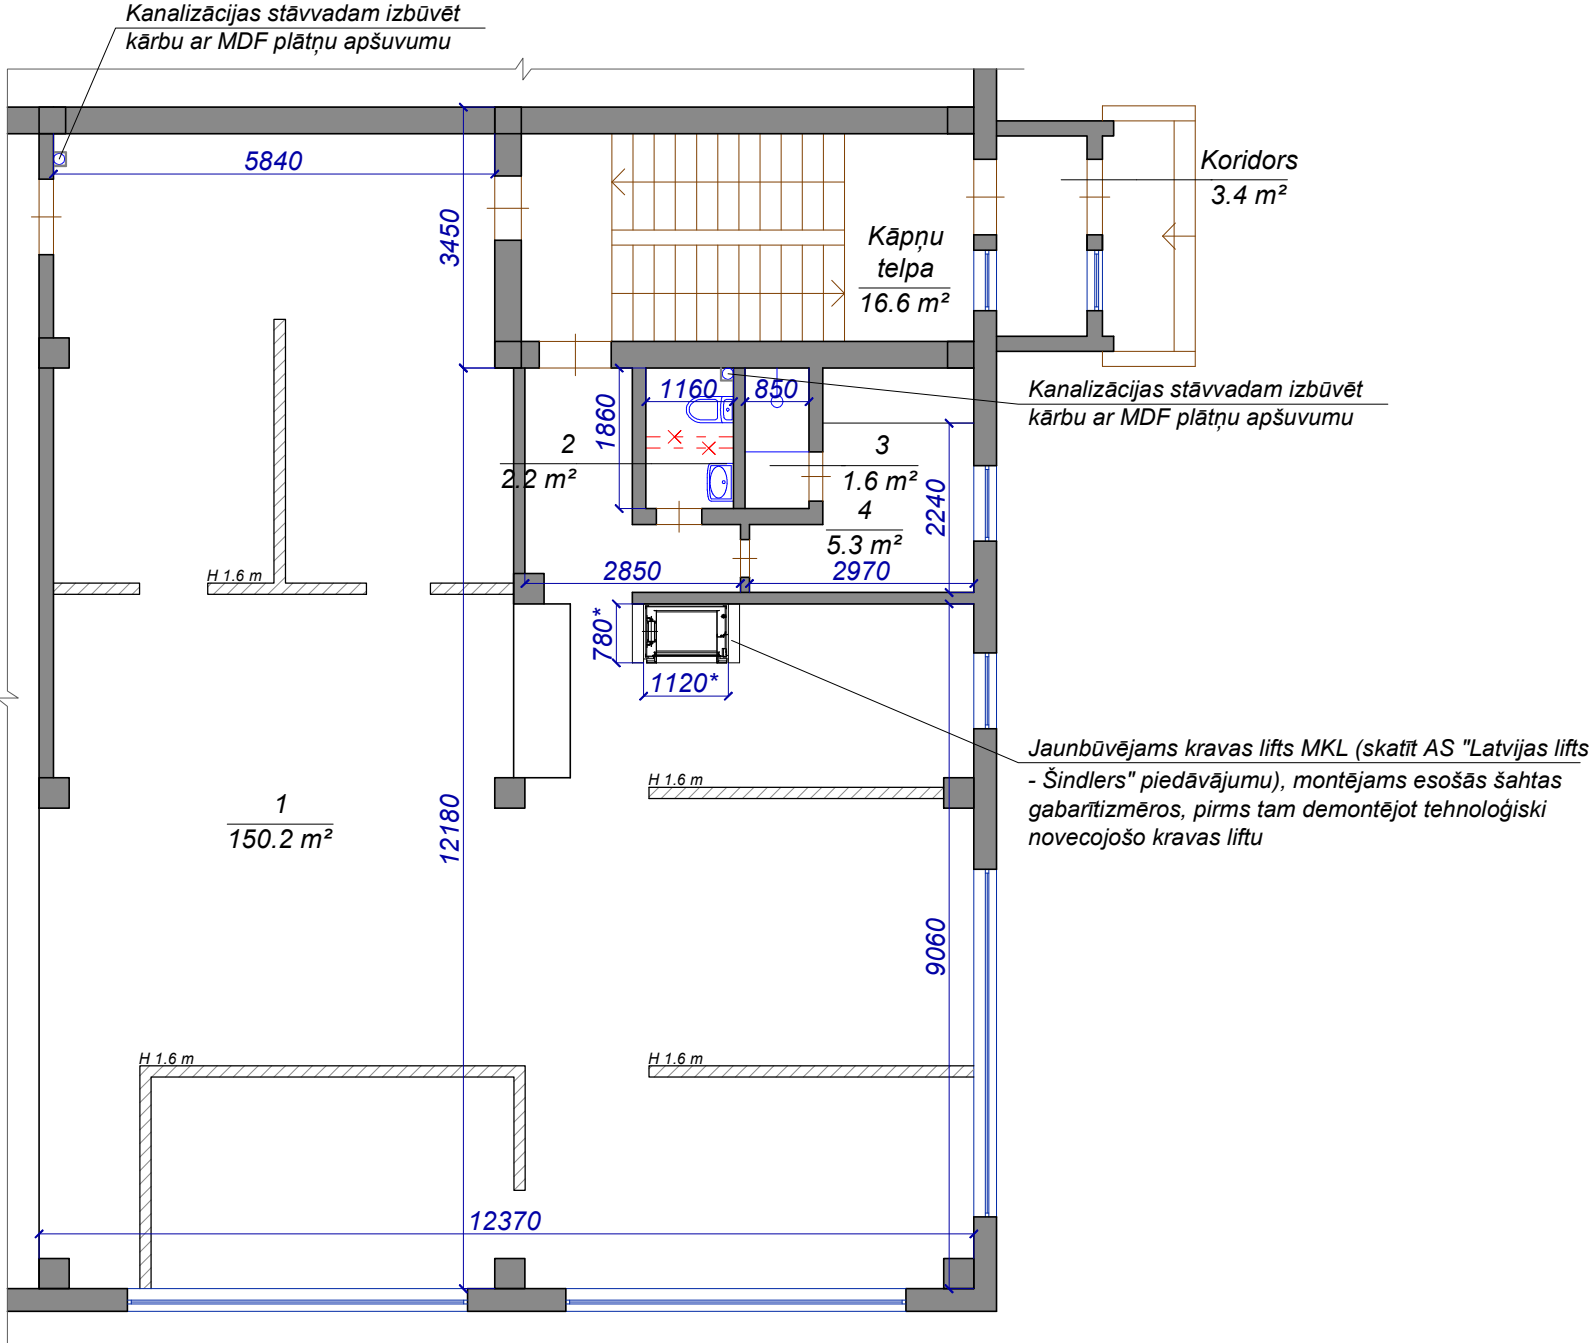 Kanalizācijas stāvvadam izbūvēt
kārbu ar MDF plātņu apšuvumu
5840
3450
Koridors
3.4 m²
Kāpņu
telpa
16.6 m²
Kanalizācijas stāvvadam izbūvēt
kārbu ar MDF plātņu apšuvumu
1160
850
1860
2
2.2 m²
3
1.6 m²
4
5.3 m²
2240
H 1.6 m
2850
2970
780*
1120*
Jaunbūvējams kravas lifts MKL (skatīt AS "Latvijas lifts
- Šindlers" piedāvājumu), montējams esošās šahtas
gabarītizmēros, pirms tam demontējot tehnoloģiski
novecojošo kravas liftu
H 1.6 m
1
150.2 m²
12180
9060
H 1.6 m
H 1.6 m
12370